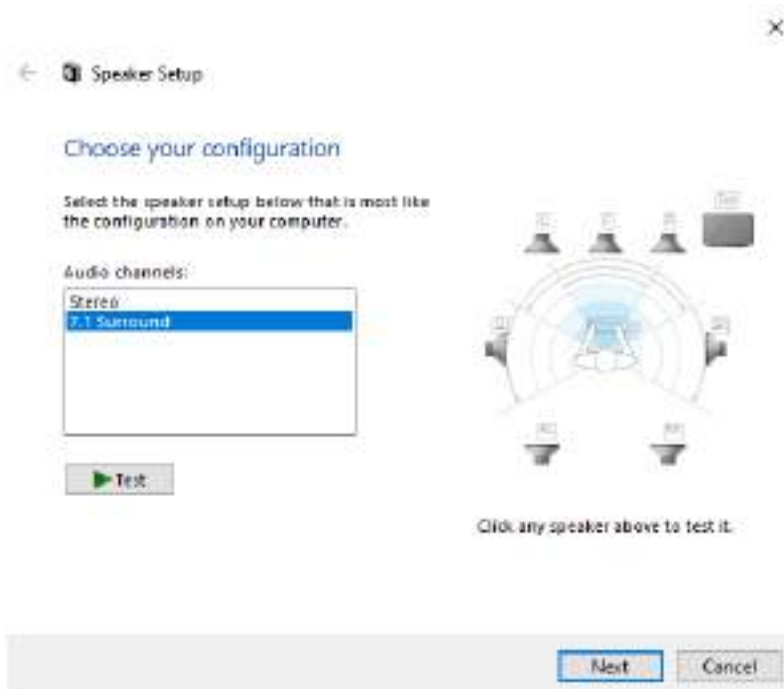 Speaker Setup
Choose your configuration
Select the speaker setup below that is most like
the configuration on your computer.
Audio channels:
Stereo
7.1 Surround
Test
Click any speaker above to test it.
Next
Cancel